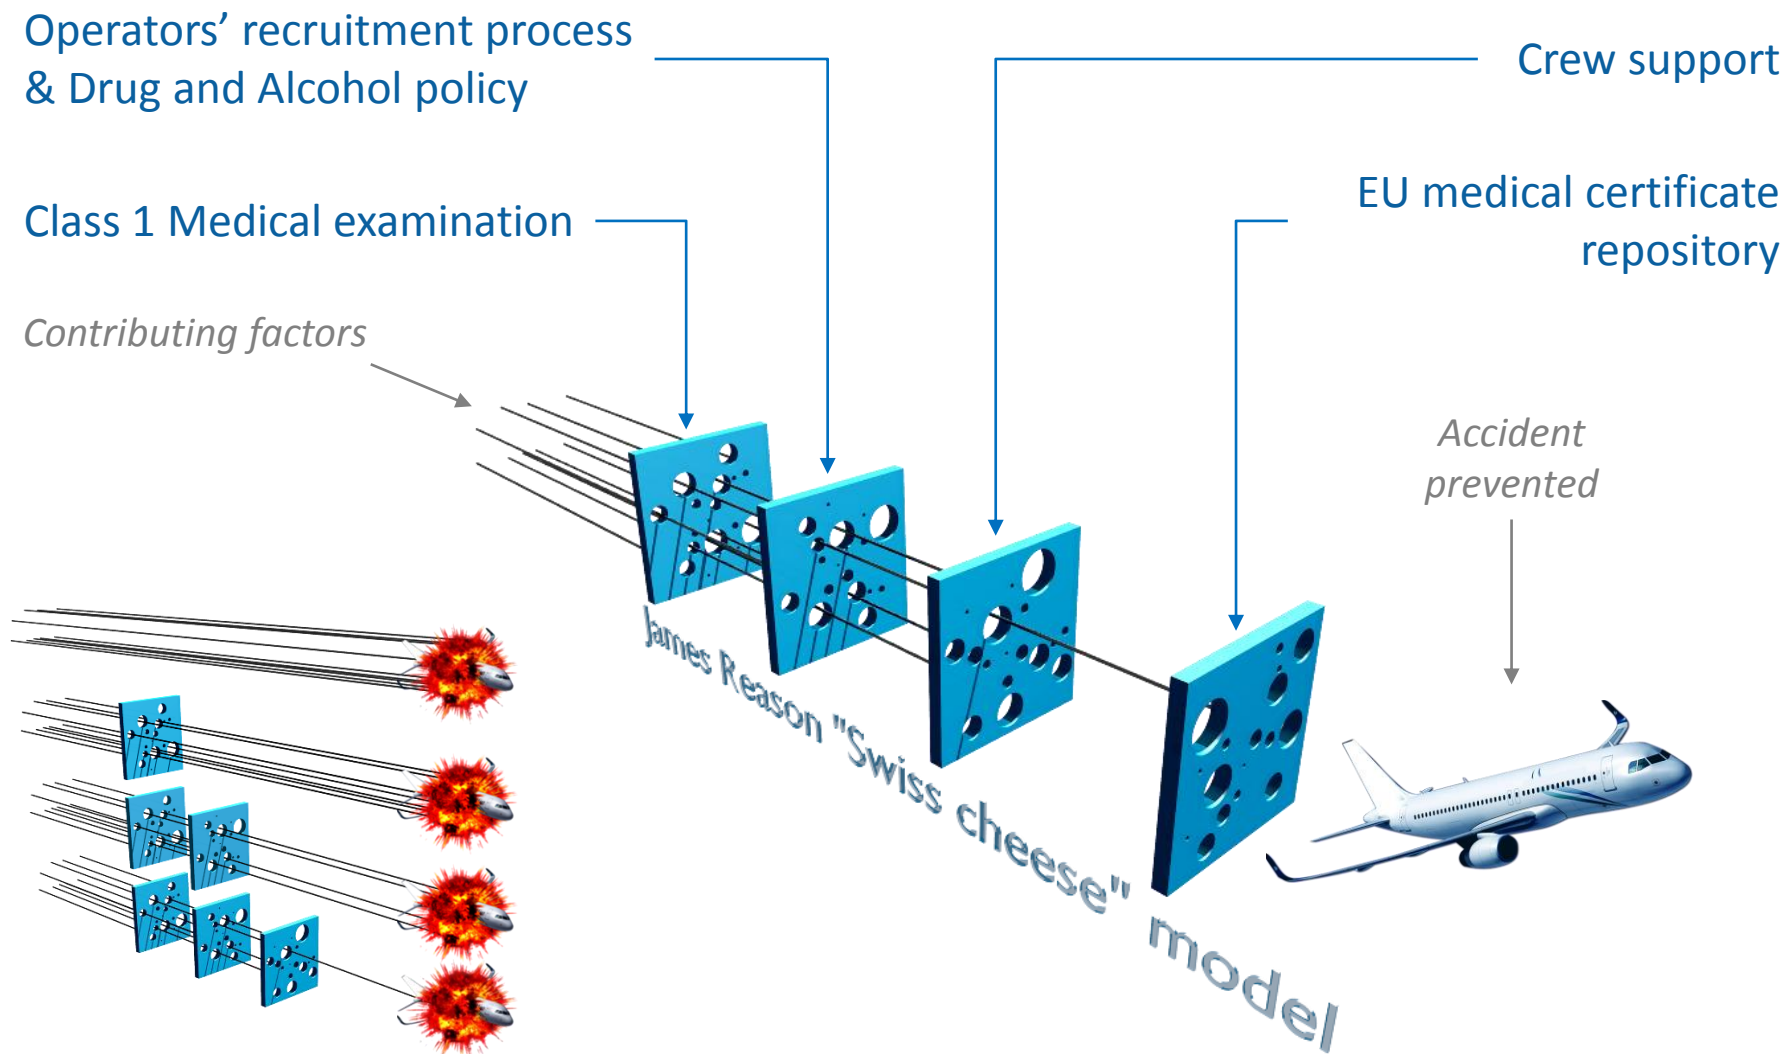 Operators’ recruitment process
& Drug and Alcohol policy
Crew support
Class 1 Medical examination
EU medical certificate
repository
Contributing factors
Accident
prevented
James Reason "Swiss cheese" model